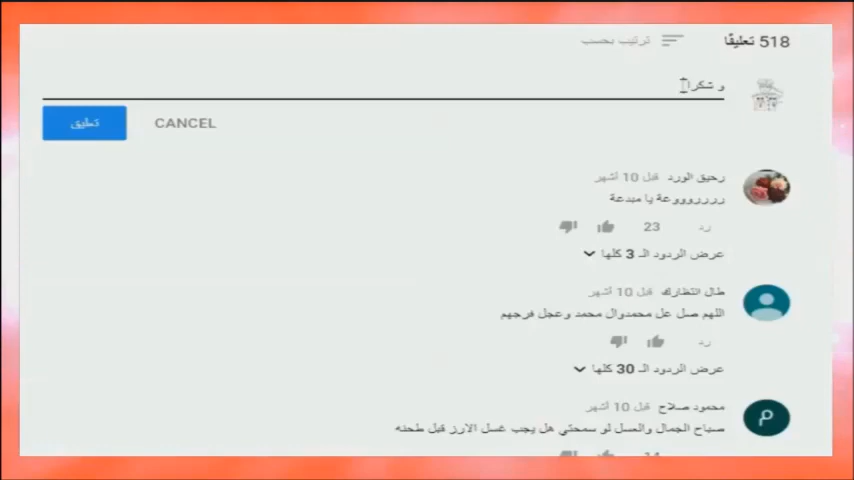 518 تعليقًا
ترتيب بحسب
و شكرا
تعليق
CANCEL
رحيق الورد قبل 10 أشهر
رررررووووعة يا مبدعة
رد 23
عرض الردود الـ 3 كلها
طال انتظارك قبل 10 أشهر
اللهم صل عل محمدوال محمد وعجل فرجهم
رد
عرض الردود الـ 30 كلها
محمود صلاح قبل 10 أشهر
م
صباح الجمال والعسل لو سمحتي هل يجب غسل الارز قبل طحنه